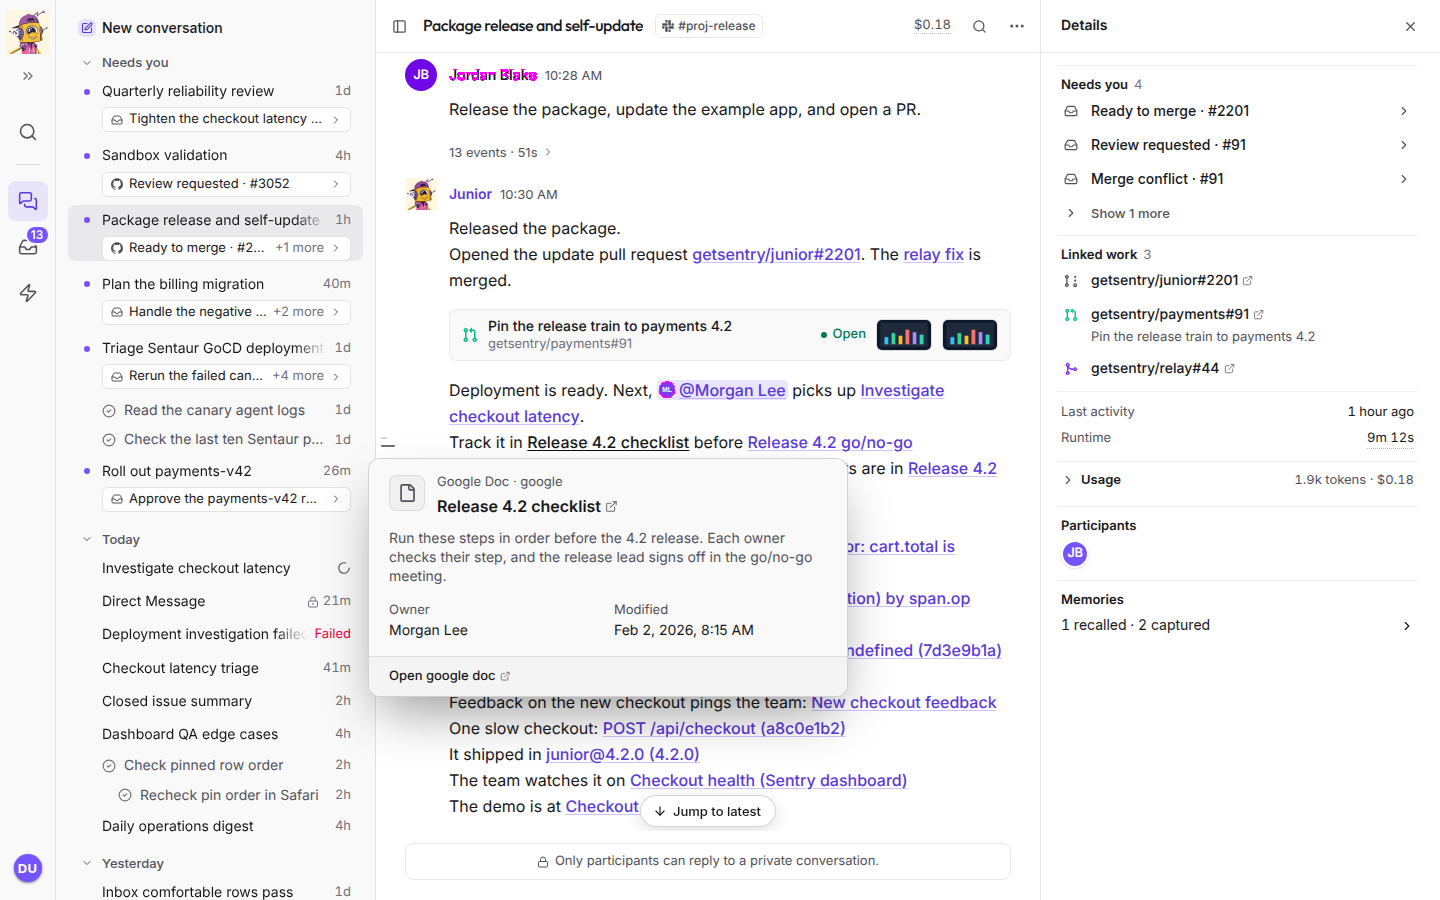 New conversation
Needs you
Quarterly reliability review 1d
Tighten the checkout latency ...
Sandbox validation 4h
Review requested · #3052
Package release and self-update 1h
Ready to merge · #2... +1 more
Plan the billing migration 40m
Handle the negative ... +2 more
Triage Sentaur GoCD deployment 1d
Rerun the failed can... +4 more
Read the canary agent logs 1d
Check the last ten Sentaur p... 1d
Roll out payments-v42 26m
Approve the payments-v42 r...
Today
Investigate checkout latency
Direct Message 21m
Deployment investigation failed Failed
Checkout latency triage 41m
Closed issue summary 2h
Dashboard QA edge cases 4h
Check pinned row order 2h
Recheck pin order in Safari 2h
Daily operations digest 4h
Yesterday
Inbox comfortable rows pass 1d
13
DU
Package release and self-update #proj-release $0.18
JB Jordan Blake 10:28 AM
Release the package, update the example app, and open a PR.
13 events · 51s
Junior 10:30 AM
Released the package.
Opened the update pull request getsentry/junior#2201. The relay fix is
merged.
Pin the release train to payments 4.2
getsentry/payments#91
Open
Deployment is ready. Next, ML @Morgan Lee picks up Investigate
checkout latency.
Track it in Release 4.2 checklist before Release 4.2 go/no-go
ts are in Release 4.2
or: cart.total is
tion) by span.op
ndefined (7d3e9b1a)
Google Doc · google
Release 4.2 checklist
Run these steps in order before the 4.2 release. Each owner
checks their step, and the release lead signs off in the go/no-go
meeting.
Owner Modified
Morgan Lee Feb 2, 2026, 8:15 AM
Open google doc
Feedback on the new checkout pings the team: New checkout feedback
One slow checkout: POST /api/checkout (a8c0e1b2)
It shipped in junior@4.2.0 (4.2.0)
The team watches it on Checkout health (Sentry dashboard)
The demo is at Checkout
Jump to latest
Only participants can reply to a private conversation.
Details
Needs you 4
Ready to merge · #2201
Review requested · #91
Merge conflict · #91
Show 1 more
Linked work 3
getsentry/junior#2201
getsentry/payments#91
Pin the release train to payments 4.2
getsentry/relay#44
Last activity 1 hour ago
Runtime 9m 12s
Usage 1.9k tokens · $0.18
Participants
JB
Memories
1 recalled · 2 captured